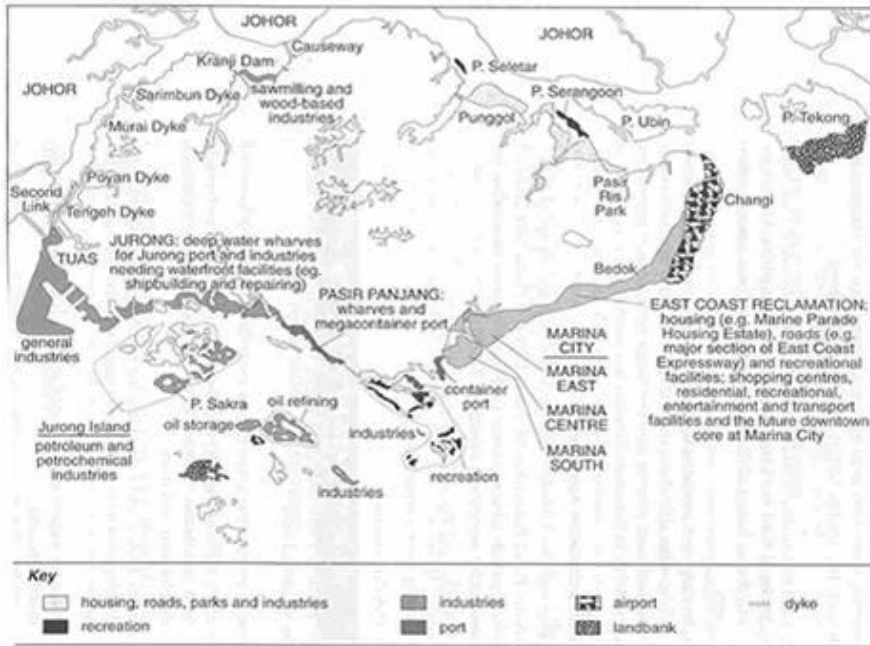 JOHOR
JOHOR
JOHOR
Causeway
Kranji Dam
P. Seletar
JOHOR
Sarimbun Dyke
sawmilling and
wood-based
industries
P. Serangoon
Punggol
P. Ubin
P. Tekong
Murai Dyke
Poyan Dyke
Second
Link
Pasir
Ris
Park
Changi
Tengeh Dyke
TUAS
JURONG: deep water wharves
for Jurong port and industries
needing waterfront facilities (eg.
shipbuilding and repairing)
Bedok
PASIR PANJANG:
wharves and
megacontainer port
EAST COAST RECLAMATION:
housing (e.g. Marine Parade
Housing Estate), roads (e.g.
major section of East Coast
Expressway) and recreational
facilities; shopping centres,
residential, recreational,
entertainment and transport
facilities and the future downtown
core at Marina City
general
industries
MARINA
CITY
MARINA
EAST
MARINA
CENTRE
MARINA
SOUTH
container
port
P. Sakra
oil refining
oil storage
Jurong Island
petroleum and
petrochemical
industries
industries
recreation
industries
Key
housing, roads, parks and industries
industries
airport
dyke
recreation
port
landbank